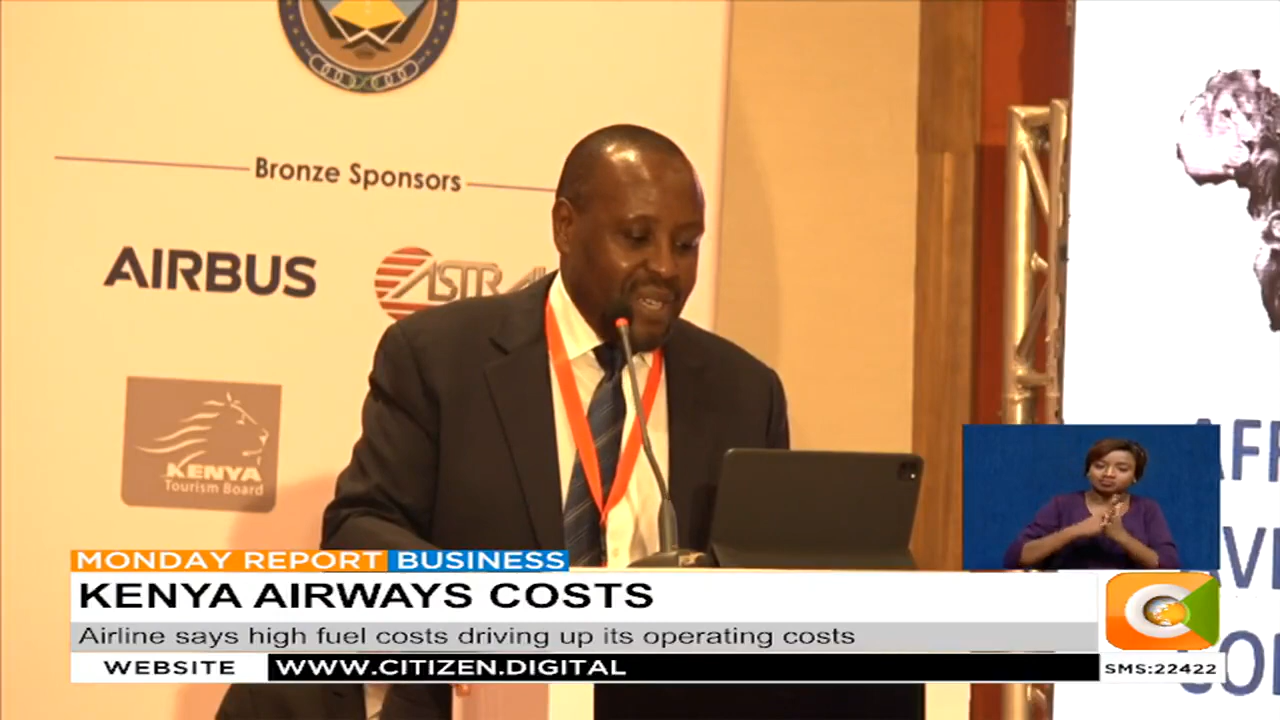 Bronze Sponsors
AIRBUS
KENYA
Tourism Board
MONDAY REPORT BUSINESS
KENYA AIRWAYS COSTS
Airline says high fuel costs driving up its operating costs
WEBSITE WWW.CITIZEN.DIGITAL
SMS:22422